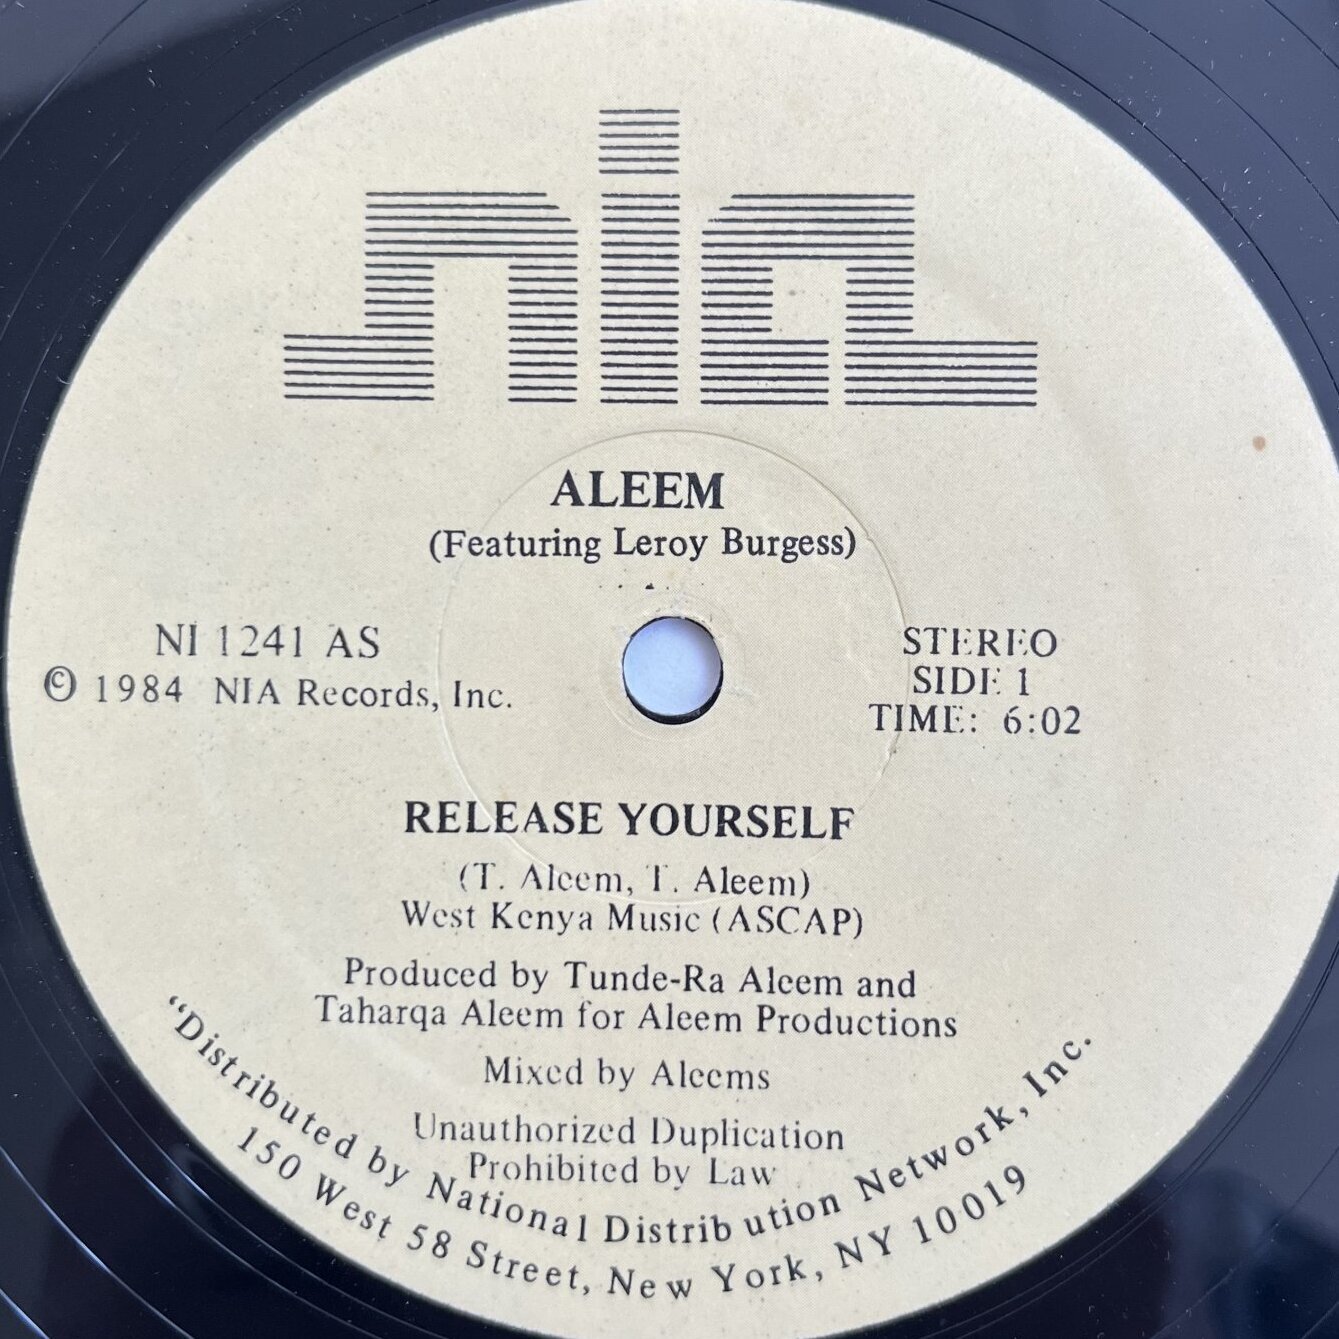 nia
ALEEM
(Featuring Leroy Burgess)
NI 1241 AS
© 1984 NIA Records, Inc.
STEREO
SIDE 1
TIME: 6:02
RELEASE YOURSELF
(T. Aleem, T. Aleem)
West Kenya Music (ASCAP)
Produced by Tunde-Ra Aleem and
Taharqa Aleem for Aleem Productions
Mixed by Aleems
Unauthorized Duplication
Prohibited by Law
"Distributed by National Distribution Network, Inc.
150 West 58 Street, New York, NY 10019